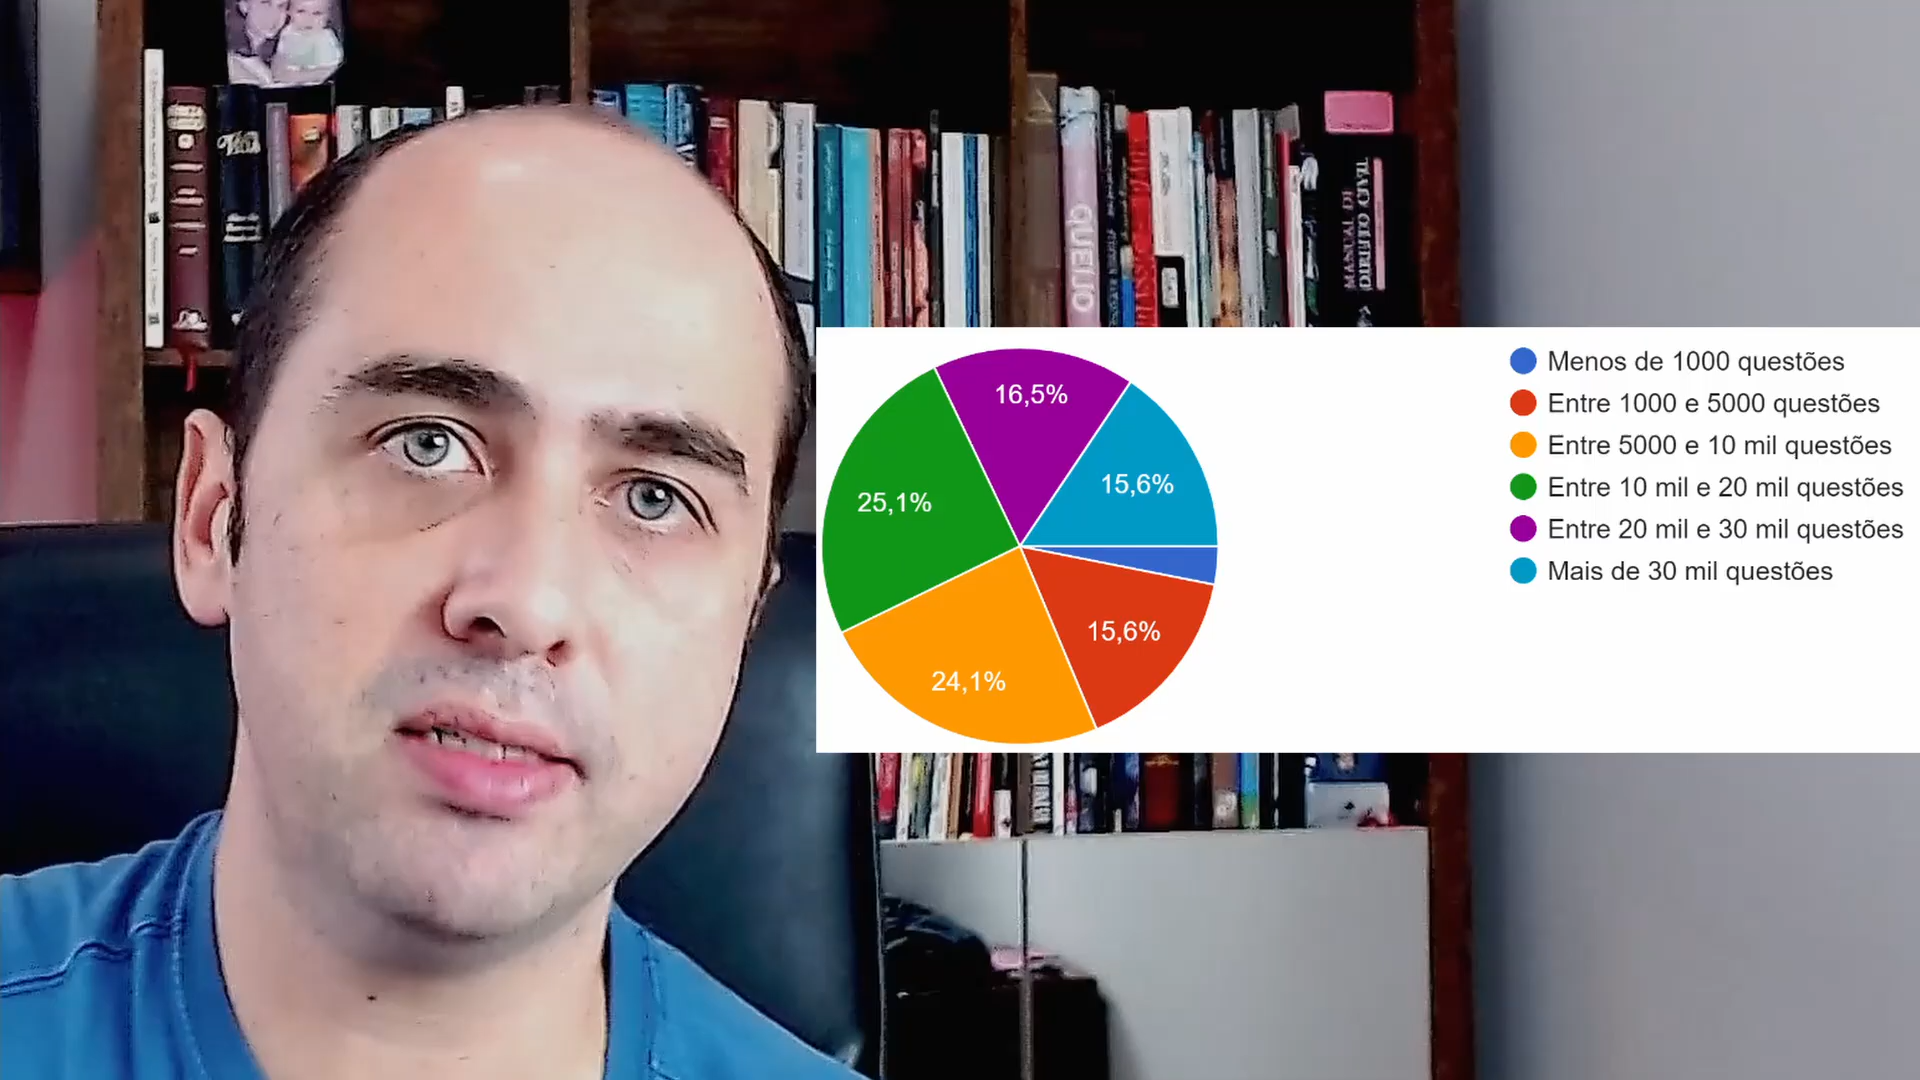 QUEIJO
MANUAL DE
DIREITO CIVIL
Menos de 1000 questões
Entre 1000 e 5000 questões
Entre 5000 e 10 mil questões
Entre 10 mil e 20 mil questões
Entre 20 mil e 30 mil questões
Mais de 30 mil questões
16,5%
15,6%
25,1%
15,6%
24,1%